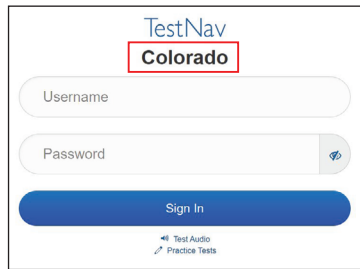 TestNav
Colorado
Username
Password
Sign In
Test Audio
Practice Tests